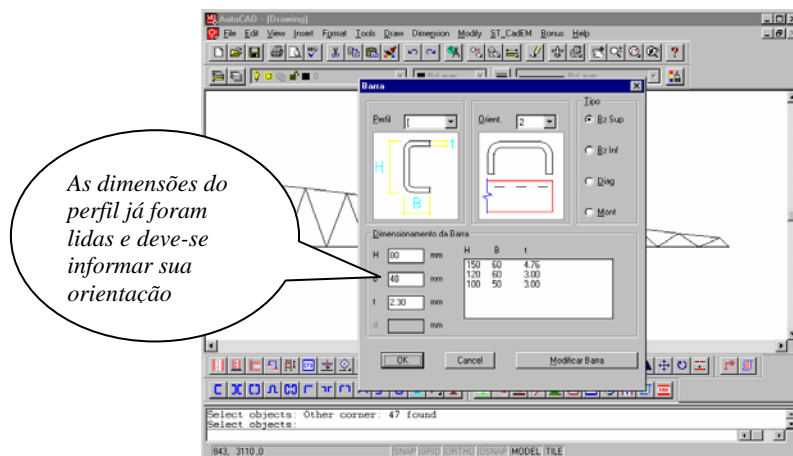 AutoCAD - [Drawing]
File Edit View Insert Format Tools Draw Dimension Modify ST_CadEM Bonus Help
0
Barra
Perfil [
Orient. 2
Tipo
Bz Sup
Bz Inf
Diag
Mont
H
t
B
As dimensões do
perfil já foram
lidas e deve-se
informar sua
orientação
Dimensionamento da Barra
H 80 mm
40 mm
t 2.30 mm
d mm
H B t
150 60 4.76
120 60 3.00
100 50 3.00
OK Cancel Modificar Barra
Select objects: Other corner: 47 found
Select objects:
843, 3110 ,0 SNAP GRID ORTHO OSNAP MODEL TILE